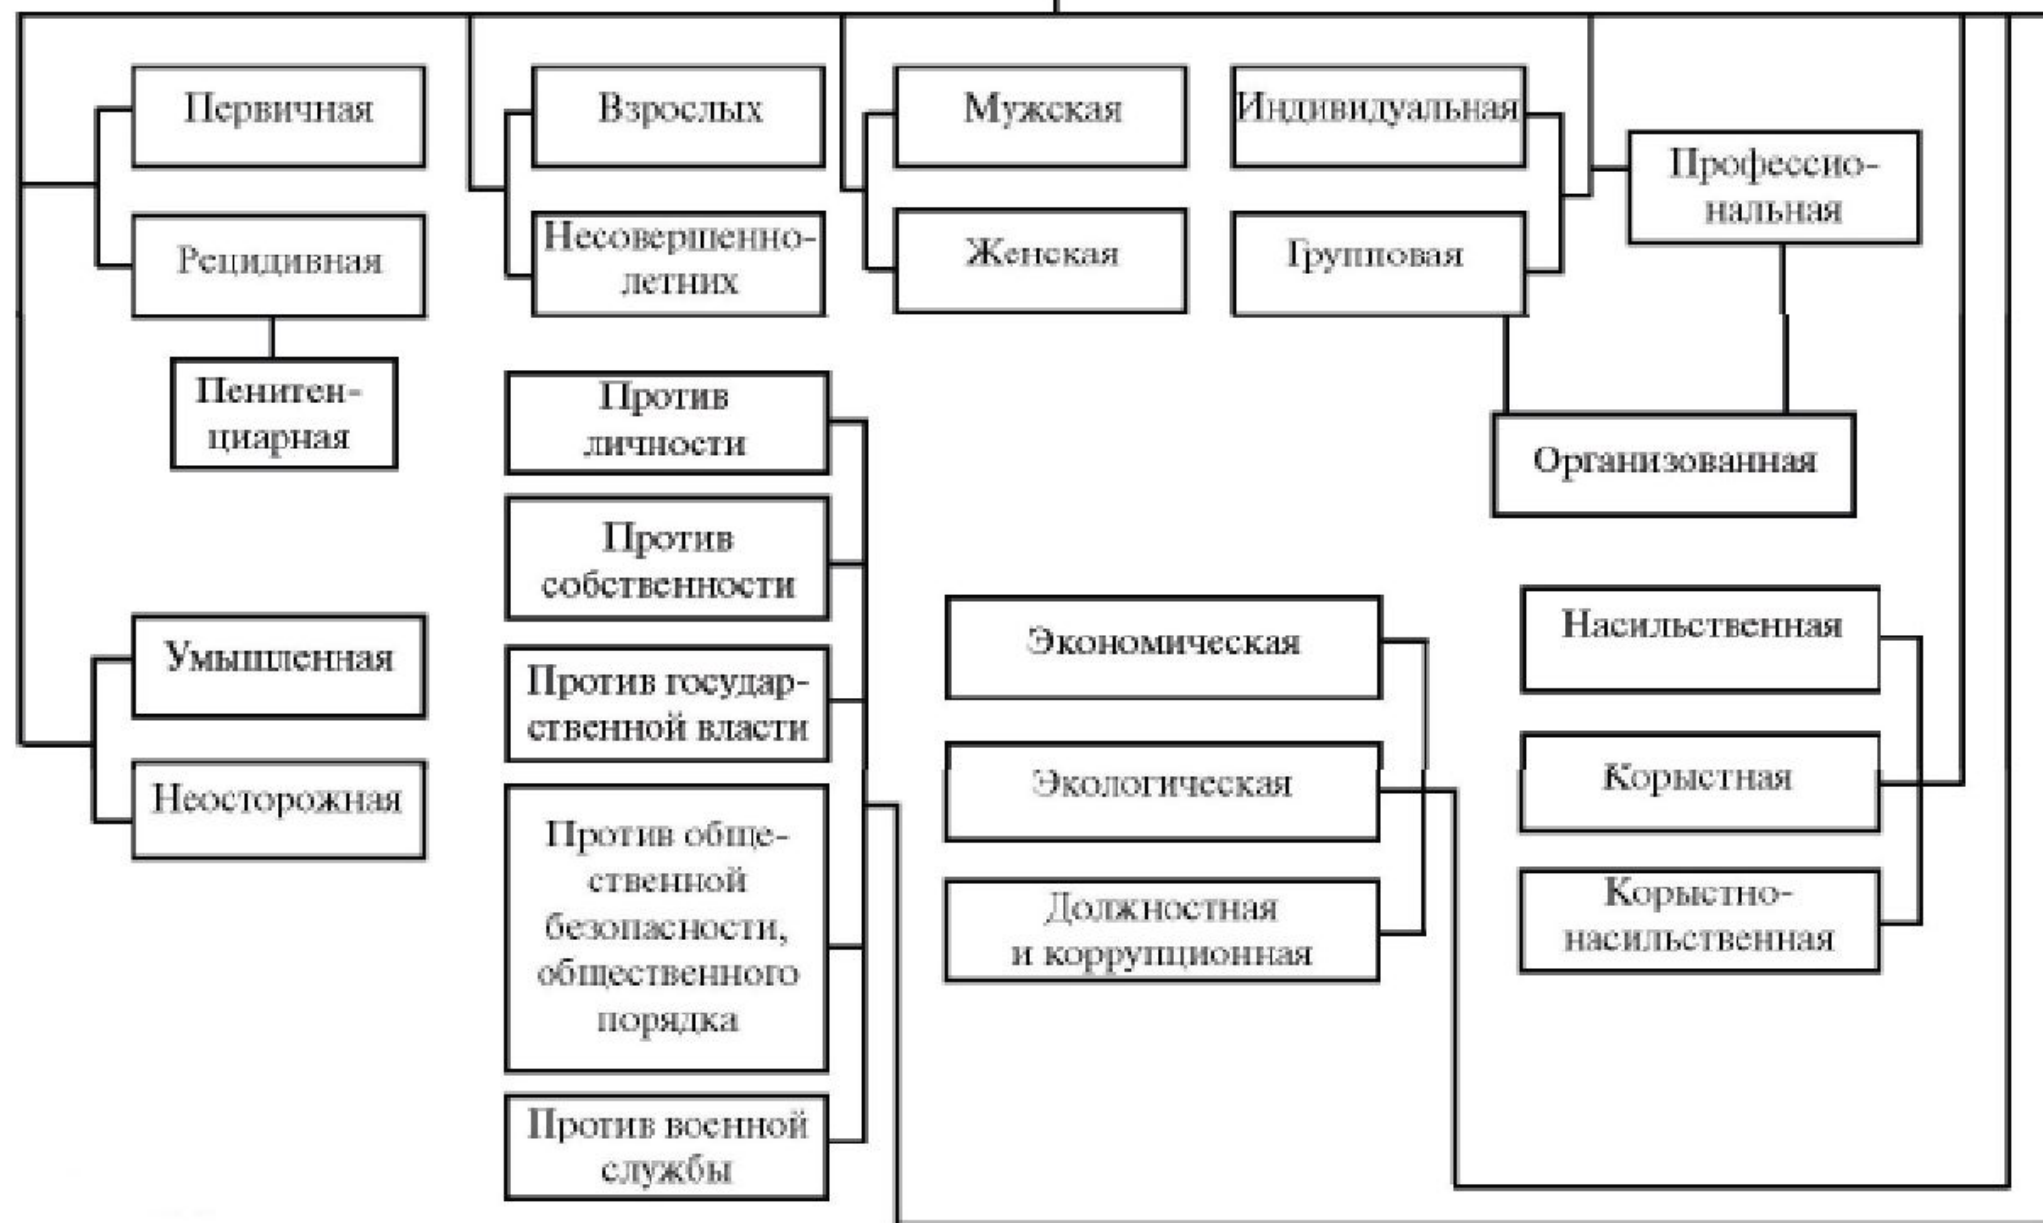 Первичная
Рецидивная
Пенитен-
циарная
Взрослых
Несовершенно-
летних
Мужская
Женская
Индивидуальная
Групповая
Профессио-
нальная
Организованная
Умышленная
Неосторожная
Против
личности
Против
собственности
Против государ-
ственной власти
Против обще-
ственной
безопасности,
общественного
порядка
Против военной
службы
Экономическая
Экологическая
Должностная
и коррупционная
Насильственная
Корыстная
Корыстно-
насильственная